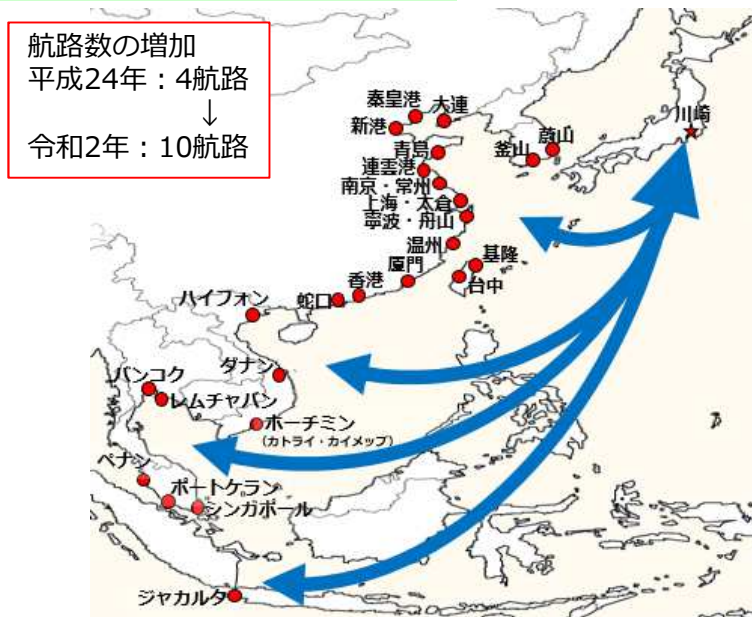 航路数の増加
平成24年：4航路
↓
令和2年：10航路
秦皇港
大連
新港
川崎
蔚山
釜山
青島
連雲港
南京・常州
上海・太倉
寧波・舟山
温州
厦門
基隆
香港
台中
蛇口
ハイフォン
ダナン
バンコク
レムチャバン
ホーチミン
(カトライ・カイメップ)
ペナン
ポートケラン
シンガポール
ジャカルタ